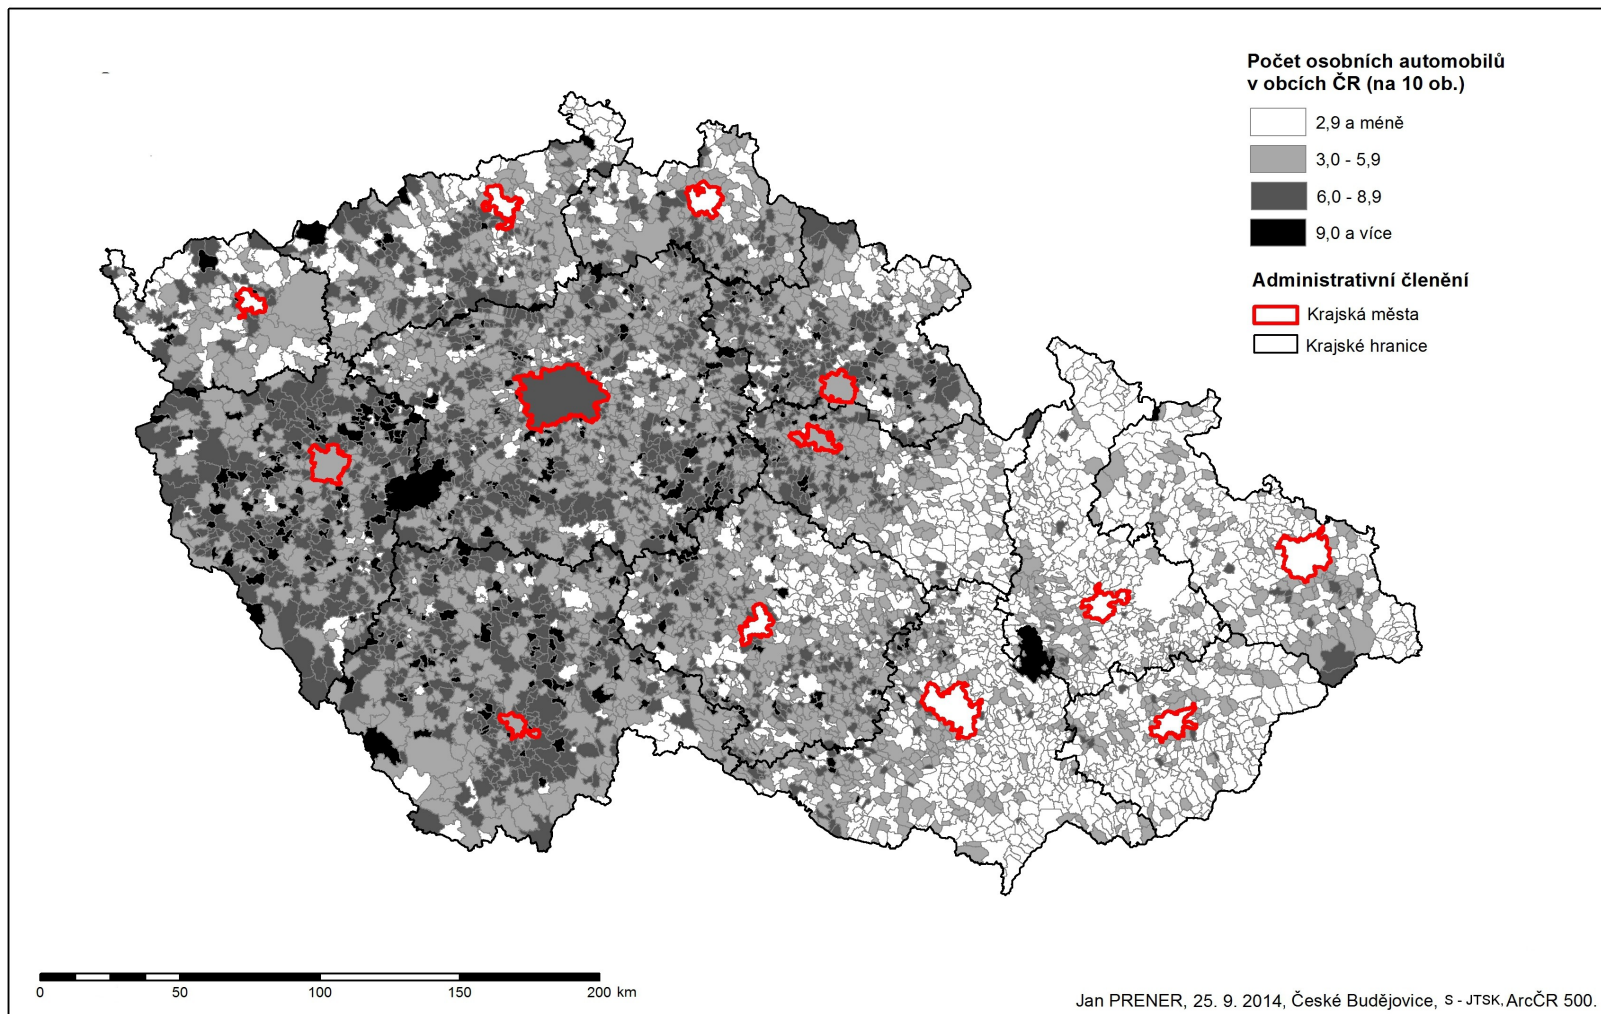 Počet osobních automobilů
v obcích ČR (na 10 ob.)
2,9 a méně
3,0 - 5,9
6,0 - 8,9
9,0 a více
Administrativní členění
Krajská města
Krajské hranice
0 50 100 150 200 km
Jan PRENER, 25. 9. 2014, České Budějovice, S - JTSK, ArcČR 500.